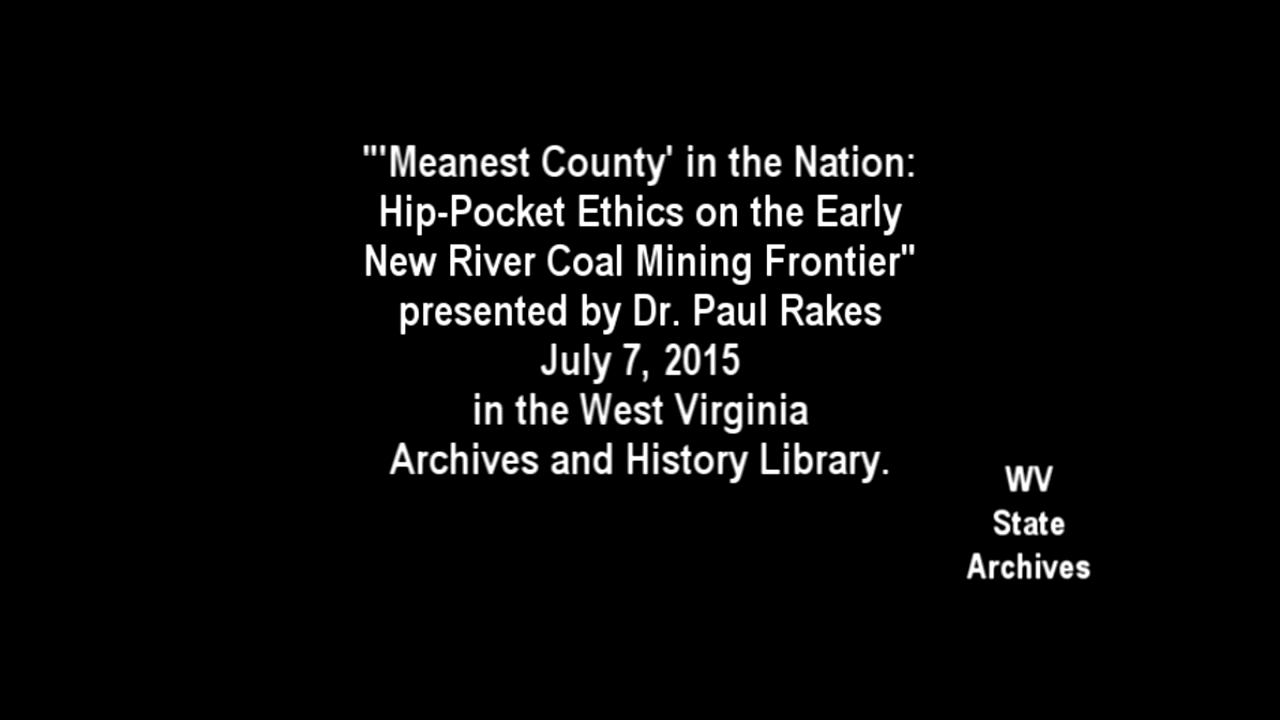 "'Meanest County' in the Nation:
Hip-Pocket Ethics on the Early
New River Coal Mining Frontier"
presented by Dr. Paul Rakes
July 7, 2015
in the West Virginia
Archives and History Library.
WV
State
Archives